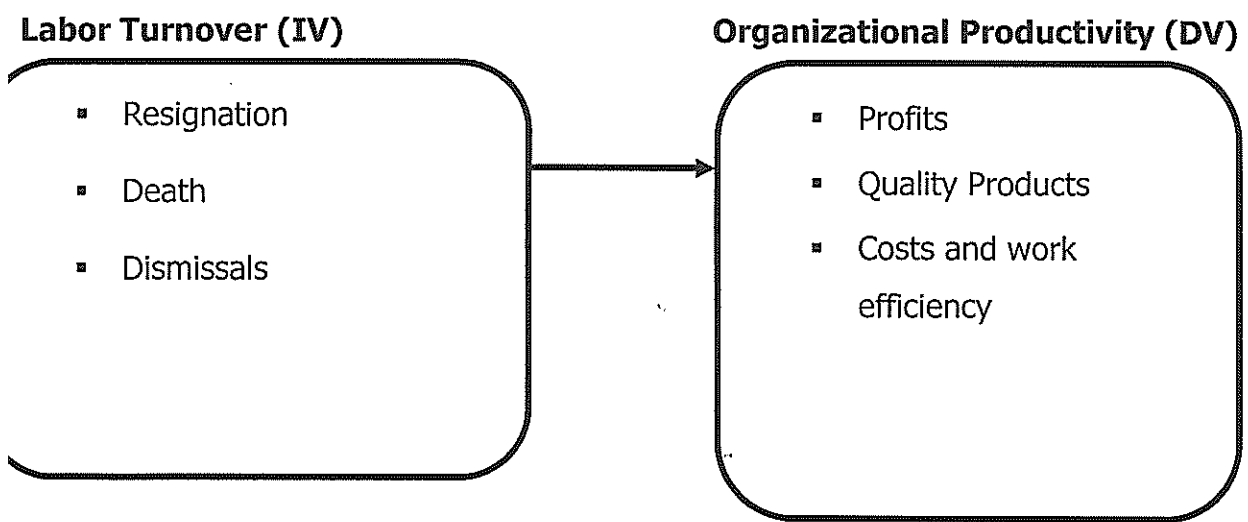 Labor Turnover (IV)
▪ Resignation
▪ Death
▪ Dismissals
Organizational Productivity (DV)
▪ Profits
▪ Quality Products
▪ Costs and work
efficiency